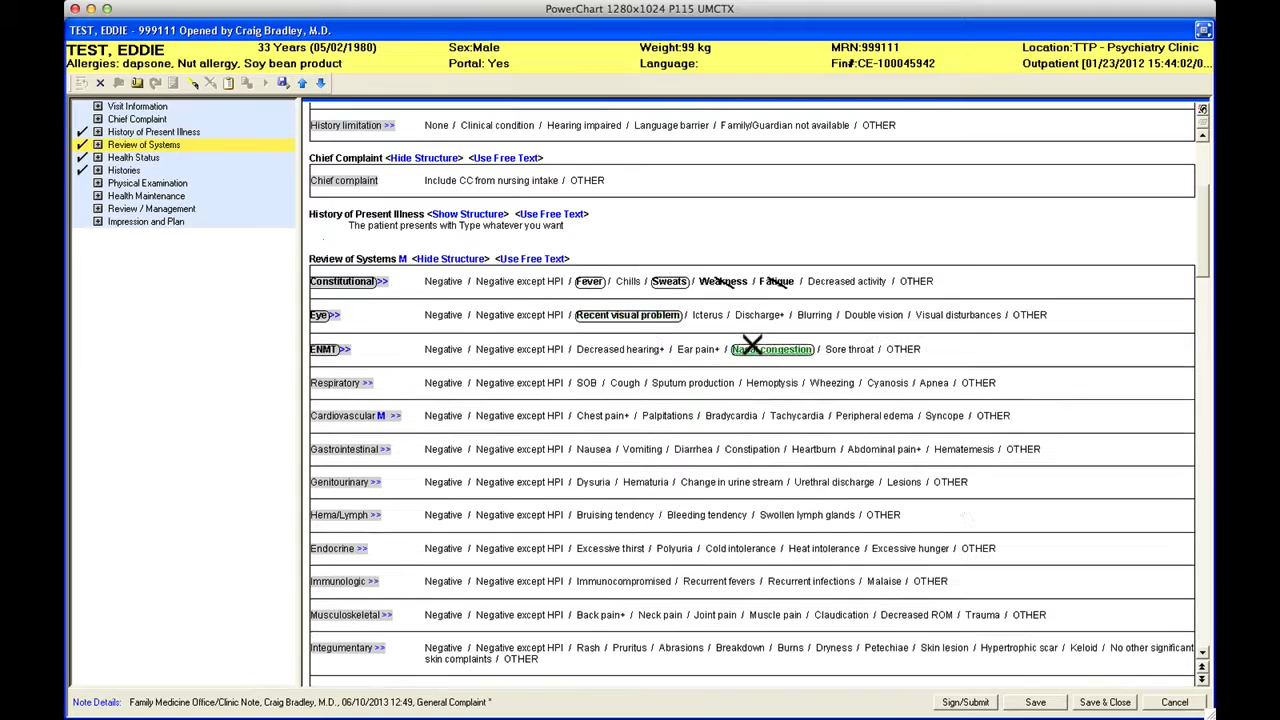 PowerChart 1280x1024 P115 UMCTX
TEST, EDDIE - 999111 Opened by Craig Bradley, M.D.
TEST, EDDIE 33 Years (05/02/1980) Sex:Male Weight:99 kg MRN:999111 Location:TTP - Psychiatry Clinic
Allergies: dapsone, Nut allergy, Soy bean product Portal: Yes Language: Fin#:CE-100045942 Outpatient [01/23/2012 15:44:02/0...
Visit Information
Chief Complaint
History of Present Illness
Review of Systems
Health Status
Histories
Physical Examination
Health Maintenance
Review / Management
Impression and Plan
History limitation >> None / Clinical condition / Hearing impaired / Language barrier / Family/Guardian not available / OTHER
Chief Complaint <Hide Structure> <Use Free Text>
Chief complaint Include CC from nursing intake / OTHER
History of Present Illness <Show Structure> <Use Free Text>
The patient presents with Type whatever you want
Review of Systems M <Hide Structure> <Use Free Text>
Constitutional >> Negative / Negative except HPI / Fever / Chills / Sweats / Weakness / Fatigue / Decreased activity / OTHER
Eye >> Negative / Negative except HPI / Recent visual problem / Icterus / Discharge+ / Blurring / Double vision / Visual disturbances / OTHER
ENMT >> Negative / Negative except HPI / Decreased hearing+ / Ear pain+ / Nasal congestion / Sore throat / OTHER
Respiratory >> Negative / Negative except HPI / SOB / Cough / Sputum production / Hemoptysis / Wheezing / Cyanosis / Apnea / OTHER
Cardiovascular M >> Negative / Negative except HPI / Chest pain+ / Palpitations / Bradycardia / Tachycardia / Peripheral edema / Syncope / OTHER
Gastrointestinal >> Negative / Negative except HPI / Nausea / Vomiting / Diarrhea / Constipation / Heartburn / Abdominal pain+ / Hematemesis / OTHER
Genitourinary >> Negative / Negative except HPI / Dysuria / Hematuria / Change in urine stream / Urethral discharge / Lesions / OTHER
Hema/Lymph >> Negative / Negative except HPI / Bruising tendency / Bleeding tendency / Swollen lymph glands / OTHER
Endocrine >> Negative / Negative except HPI / Excessive thirst / Polyuria / Cold intolerance / Heat intolerance / Excessive hunger / OTHER
Immunologic >> Negative / Negative except HPI / Immunocompromised / Recurrent fevers / Recurrent infections / Malaise / OTHER
Musculoskeletal >> Negative / Negative except HPI / Back pain+ / Neck pain / Joint pain / Muscle pain / Claudication / Decreased ROM / Trauma / OTHER
Integumentary >> Negative / Negative except HPI / Rash / Pruritus / Abrasions / Breakdown / Burns / Dryness / Petechiae / Skin lesion / Hypertrophic scar / Keloid / No other significant
skin complaints / OTHER
Note Details: Family Medicine Office/Clinic Note, Craig Bradley, M.D., 06/10/2013 12:49, General Complaint * Sign/Submit Save Save & Close Cancel